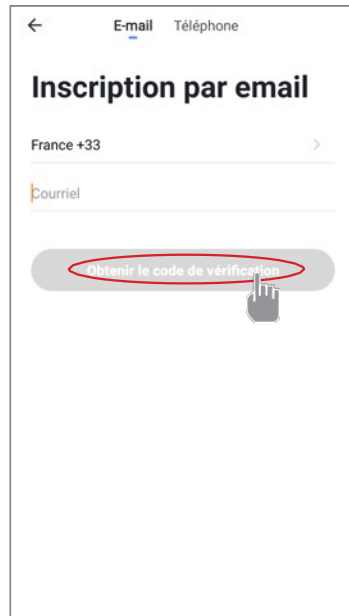 E-mail Téléphone
Inscription par email
France +33
Courriel
Obtenir le code de vérification